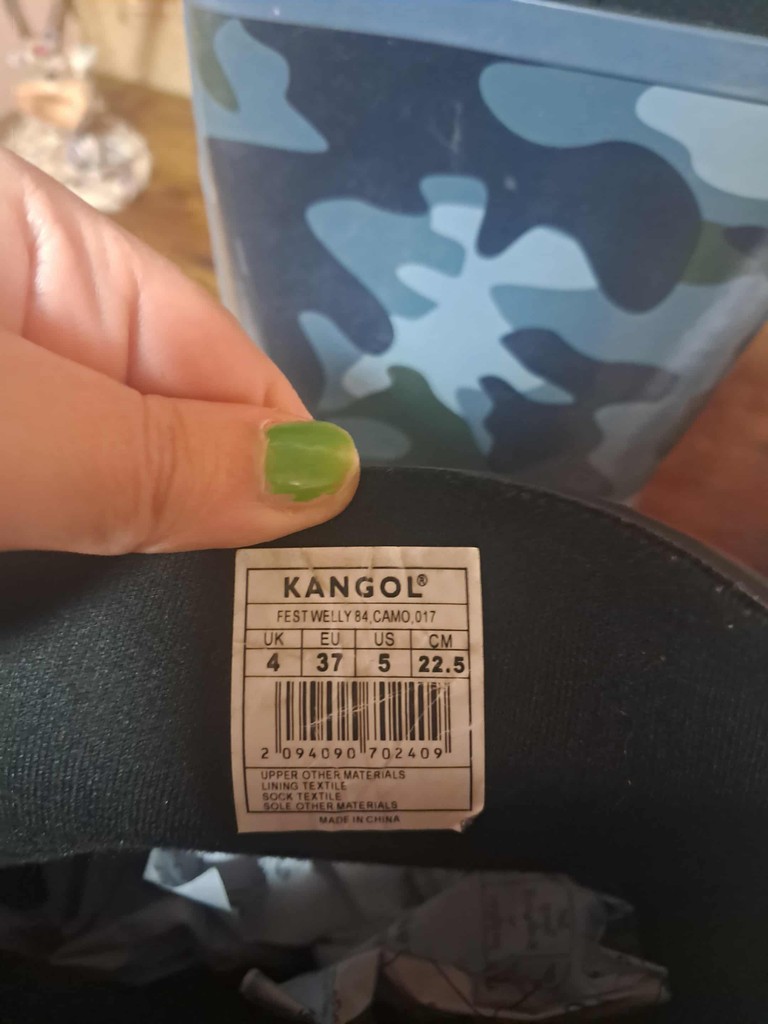 KANGOL®
FEST WELLY 84,CAMO,017
UK EU US CM
4 37 5 22.5
2 094090 702409
UPPER OTHER MATERIALS
LINING TEXTILE
SOCK TEXTILE
SOLE OTHER MATERIALS
MADE IN CHINA